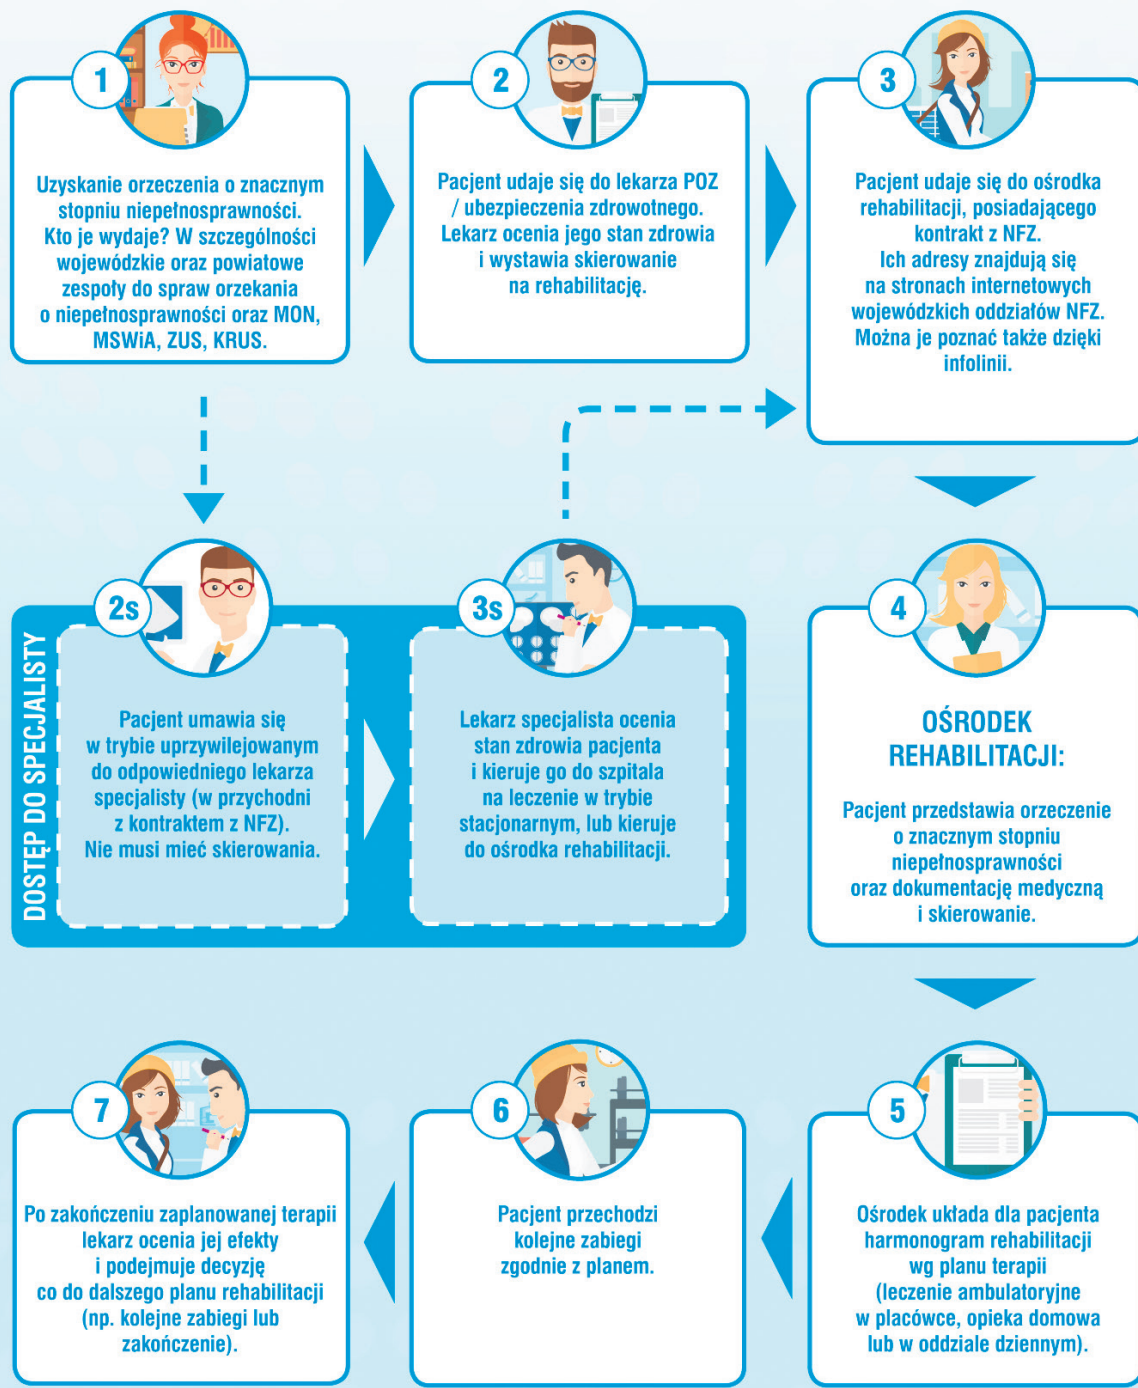 1
Uzyskanie orzeczenia o znacznym
stopniu niepełnosprawności.
Kto je wydaje? W szczególności
wojewódzkie oraz powiatowe
zespoły do spraw orzekania
o niepełnosprawności oraz MON,
MSWiA, ZUS, KRUS.
2
Pacjent udaje się do lekarza POZ
/ ubezpieczenia zdrowotnego.
Lekarz ocenia jego stan zdrowia
i wystawia skierowanie
na rehabilitację.
3
Pacjent udaje się do ośrodka
rehabilitacji, posiadającego
kontrakt z NFZ.
Ich adresy znajdują się
na stronach internetowych
wojewódzkich oddziałów NFZ.
Można je poznać także dzięki
infolinii.
DOSTĘP DO SPECJALISTY
2s
Pacjent umawia się
w trybie uprzywilejowanym
do odpowiedniego lekarza
specjalisty (w przychodni
z kontraktem z NFZ).
Nie musi mieć skierowania.
3s
Lekarz specjalista ocenia
stan zdrowia pacjenta
i kieruje go do szpitala
na leczenie w trybie
stacjonarnym, lub kieruje
do ośrodka rehabilitacji.
4
OŚRODEK
REHABILITACJI:
Pacjent przedstawia orzeczenie
o znacznym stopniu
niepełnosprawności
oraz dokumentację medyczną
i skierowanie.
5
Ośrodek układa dla pacjenta
harmonogram rehabilitacji
wg planu terapii
(leczenie ambulatoryjne
w placówce, opieka domowa
lub w oddziale dziennym).
6
Pacjent przechodzi
kolejne zabiegi
zgodnie z planem.
7
Po zakończeniu zaplanowanej terapii
lekarz ocenia jej efekty
i podejmuje decyzję
co do dalszego planu rehabilitacji
(np. kolejne zabiegi lub
zakończenie).